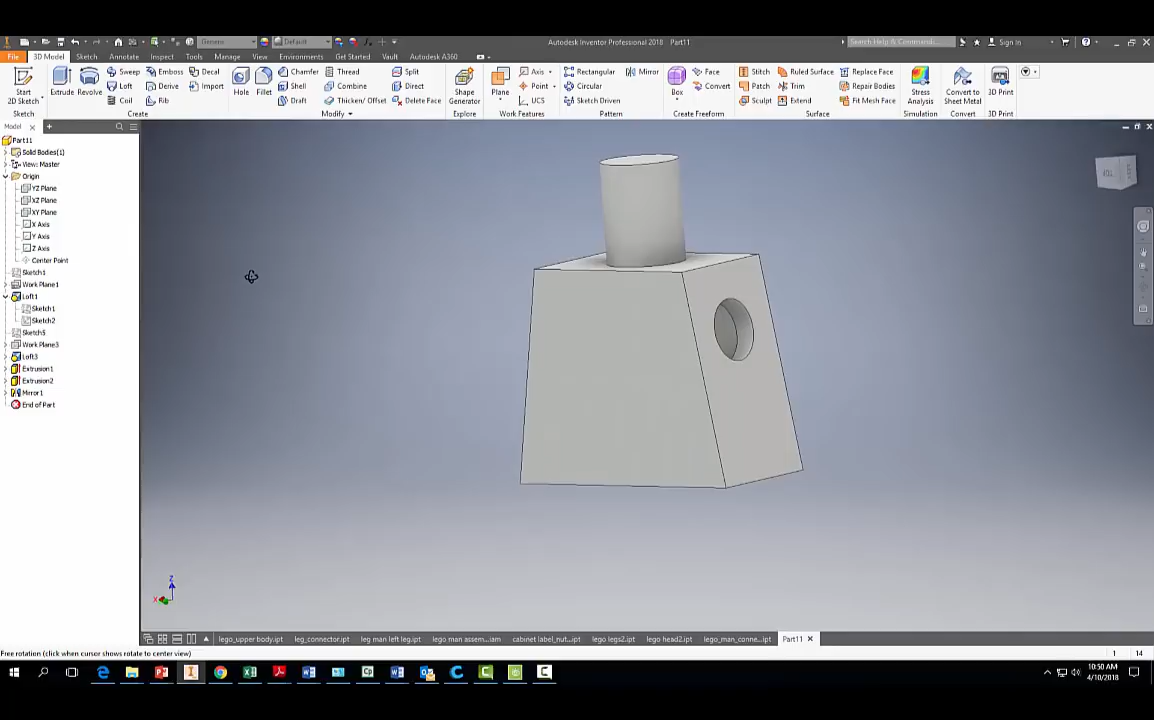 Generic
Default
Autodesk Inventor Professional 2018 Part11
Search Help & Commands...
Sign In
File 3D Model Sketch Annotate Inspect Tools Manage View Environments Get Started Vault Autodesk A360
Start 2D Sketch
Extrude
Revolve
Sweep
Emboss
Decal
Loft
Derive
Import
Coil
Rib
Hole
Fillet
Chamfer
Thread
Split
Shell
Combine
Direct
Draft
Thicken/ Offset
Delete Face
Shape Generator
Plane
Axis
Point
UCS
Rectangular
Mirror
Circular
Sketch Driven
Box
Face
Convert
Stitch
Ruled Surface
Replace Face
Patch
Trim
Repair Bodies
Sculpt
Extend
Fit Mesh Face
Stress Analysis
Convert to Sheet Metal
3D Print
Sketch
Create
Modify
Explore
Work Features
Pattern
Create Freeform
Surface
Simulation
Convert
3D Print
Model
Part11
Solid Bodies(1)
View: Master
Origin
YZ Plane
XZ Plane
XY Plane
X Axis
Y Axis
Z Axis
Center Point
Sketch1
Work Plane1
Loft1
Sketch1
Sketch2
Sketch5
Work Plane3
Loft3
Extrusion1
Extrusion2
Mirror1
End of Part
Z
X
lego_upper body.ipt leg_connector.ipt leg man left leg.ipt lego man assem...iam cabinet label_nut...ipt lego legs2.ipt lego head2.ipt lego_man_conne...ipt Part11
Free rotation (click when cursor shows rotate to center view)
1 14
10:50 AM
4/10/2018